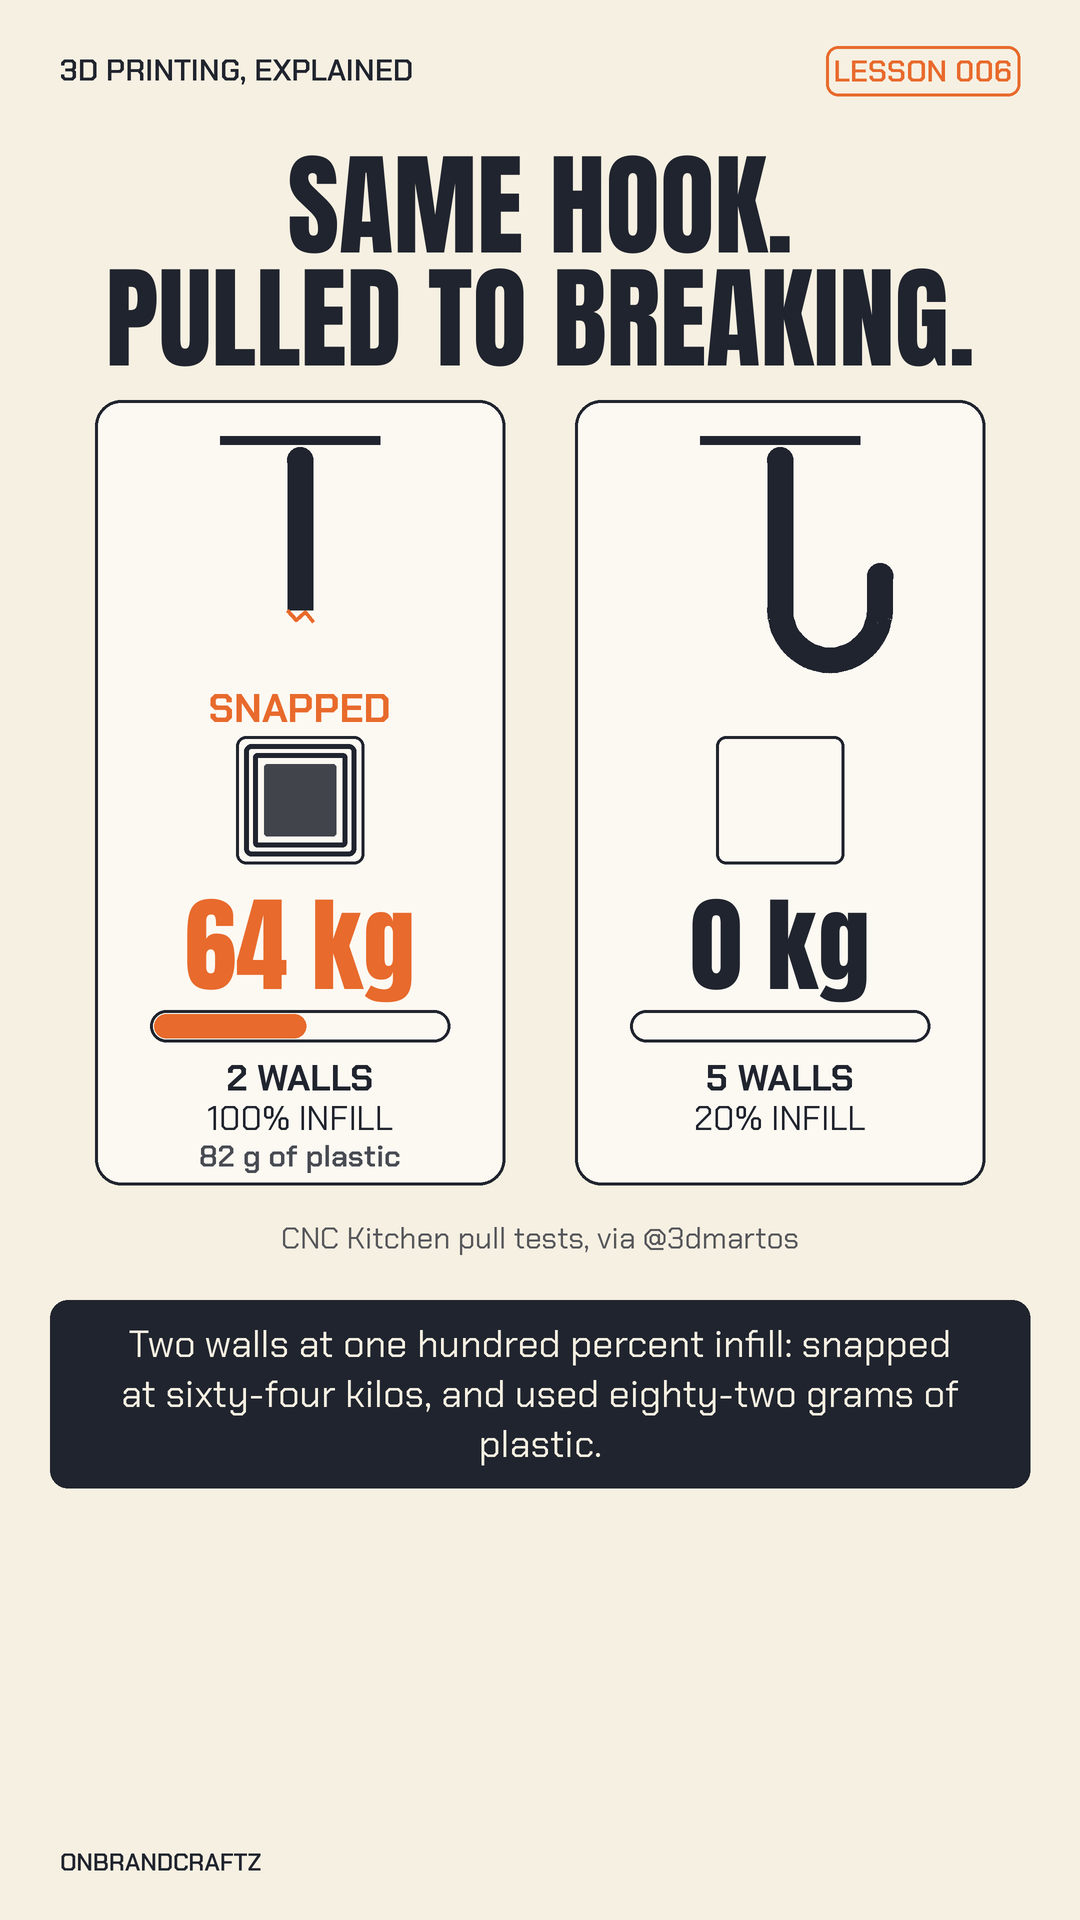 3D PRINTING, EXPLAINED
LESSON 006
SAME HOOK.
PULLED TO BREAKING.
SNAPPED
64 kg
2 WALLS
100% INFILL
82 g of plastic
0 kg
5 WALLS
20% INFILL
CNC Kitchen pull tests, via @3dmartos
Two walls at one hundred percent infill: snapped
at sixty-four kilos, and used eighty-two grams of
plastic.
ONBRANDCRAFTZ